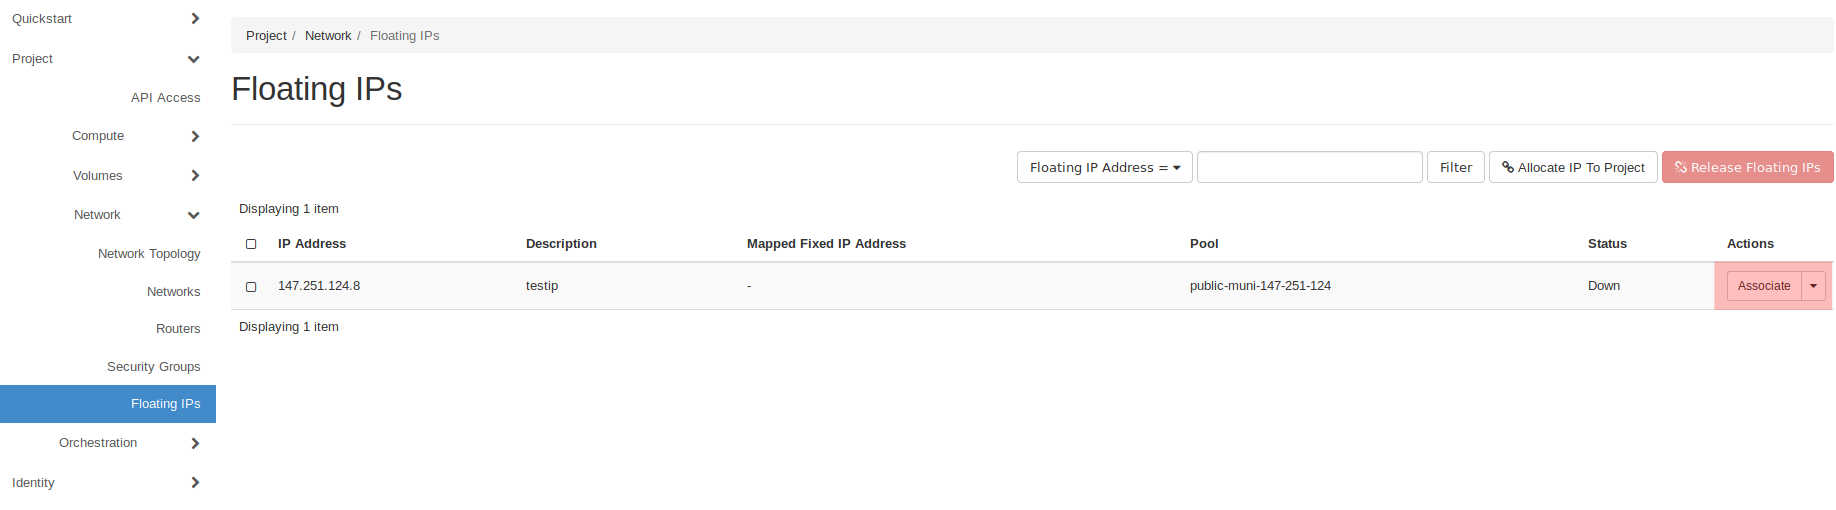 Quickstart
Project
API Access
Compute
Volumes
Network
Network Topology
Networks
Routers
Security Groups
Floating IPs
Orchestration
Identity
Project / Network / Floating IPs
Floating IPs
Floating IP Address = Filter Allocate IP To Project Release Floating IPs
Displaying 1 item
IP Address Description Mapped Fixed IP Address Pool Status Actions
147.251.124.8 testip - public-muni-147-251-124 Down Associate
Displaying 1 item